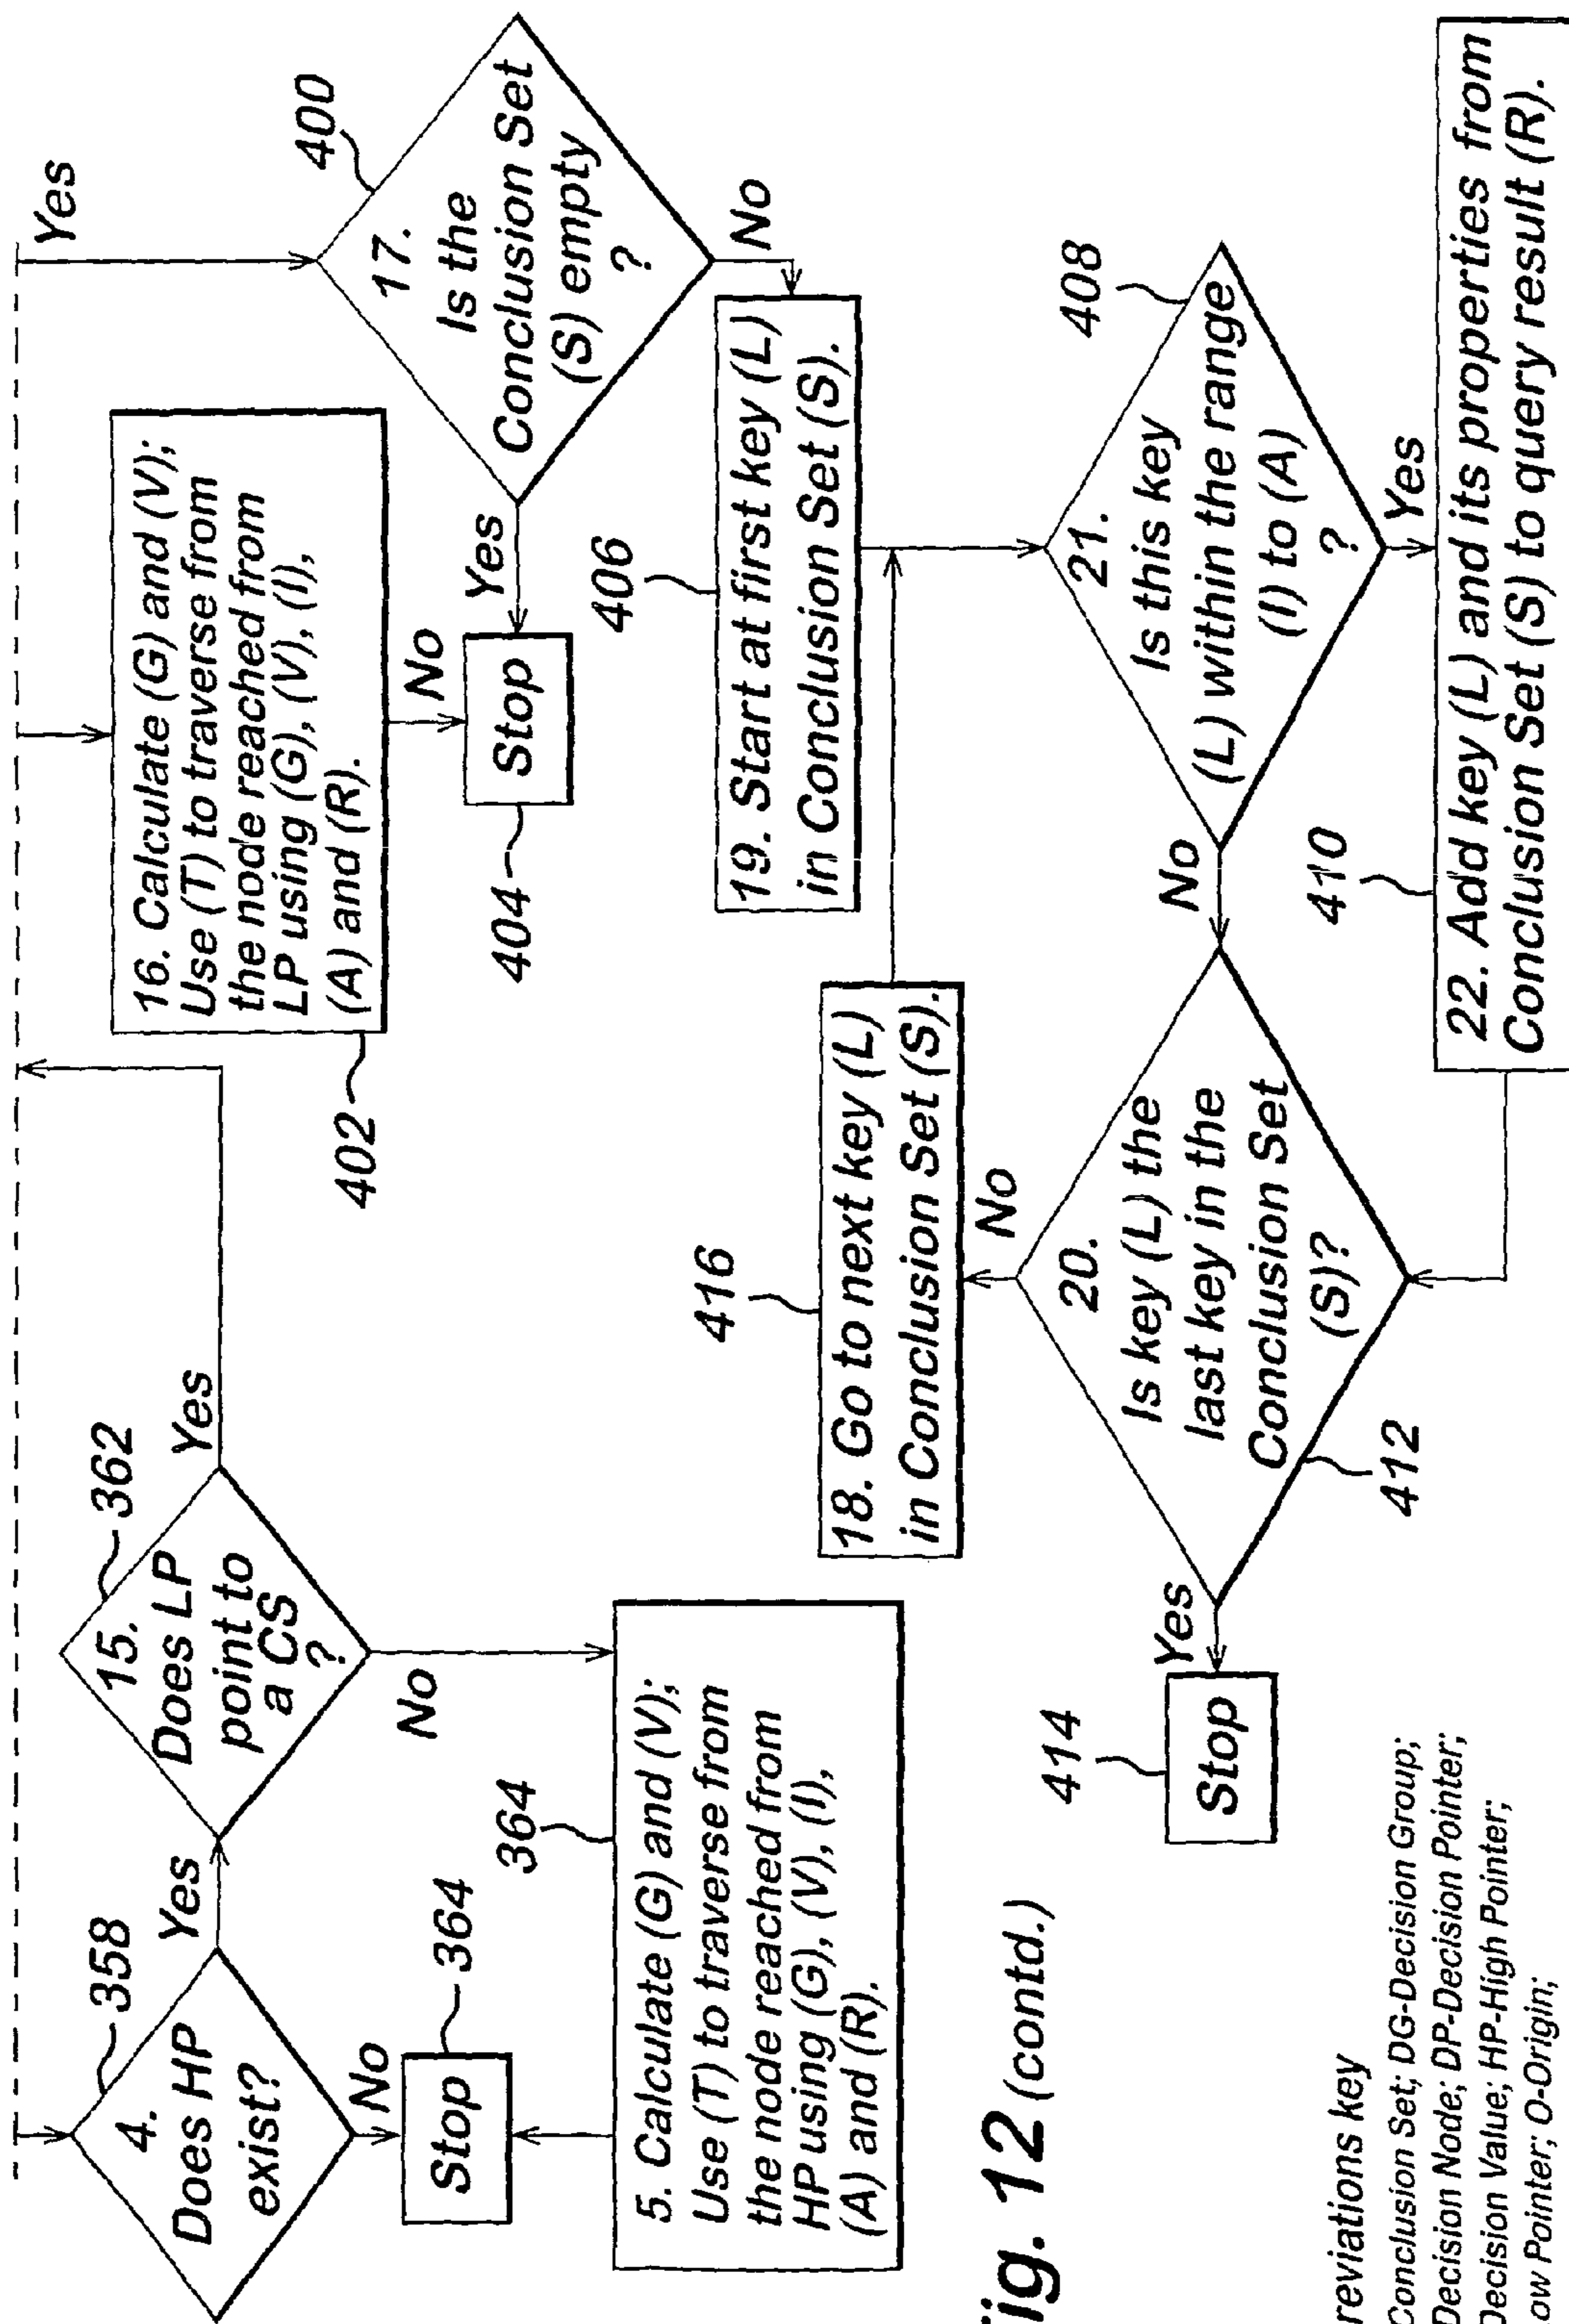 4.
Does HP
exist?
358
Yes
No
Stop
364
15.
Does LP
point to
a CS
?
362
Yes
No
5. Calculate (G) and (V);
Use (T) to traverse from
the node reached from
HP using (G), (V), (I),
(A) and (R).
364
16. Calculate (G) and (V);
Use (T) to traverse from
the node reached from
LP using (G), (V), (I),
(A) and (R).
402
No
Stop
404
Yes
17.
Is the
Conclusion Set
(S) empty
?
400
Yes
No
19. Start at first key (L)
in Conclusion Set (S).
406
21.
Is this key
(L) within the range
(I) to (A)
?
408
No
Yes
22. Add key (L) and its properties from
Conclusion Set (S) to query result (R).
410
20.
Is key (L) the
last key in the
Conclusion Set
(S)?
412
No
Yes
18. Go to next key (L)
in Conclusion Set (S).
416
Stop
414
ig. 12 (contd.)
reviations key
Conclusion Set; DG-Decision Group;
Decision Node; DP-Decision Pointer;
Decision Value; HP-High Pointer;
ow Pointer; O-Origin;